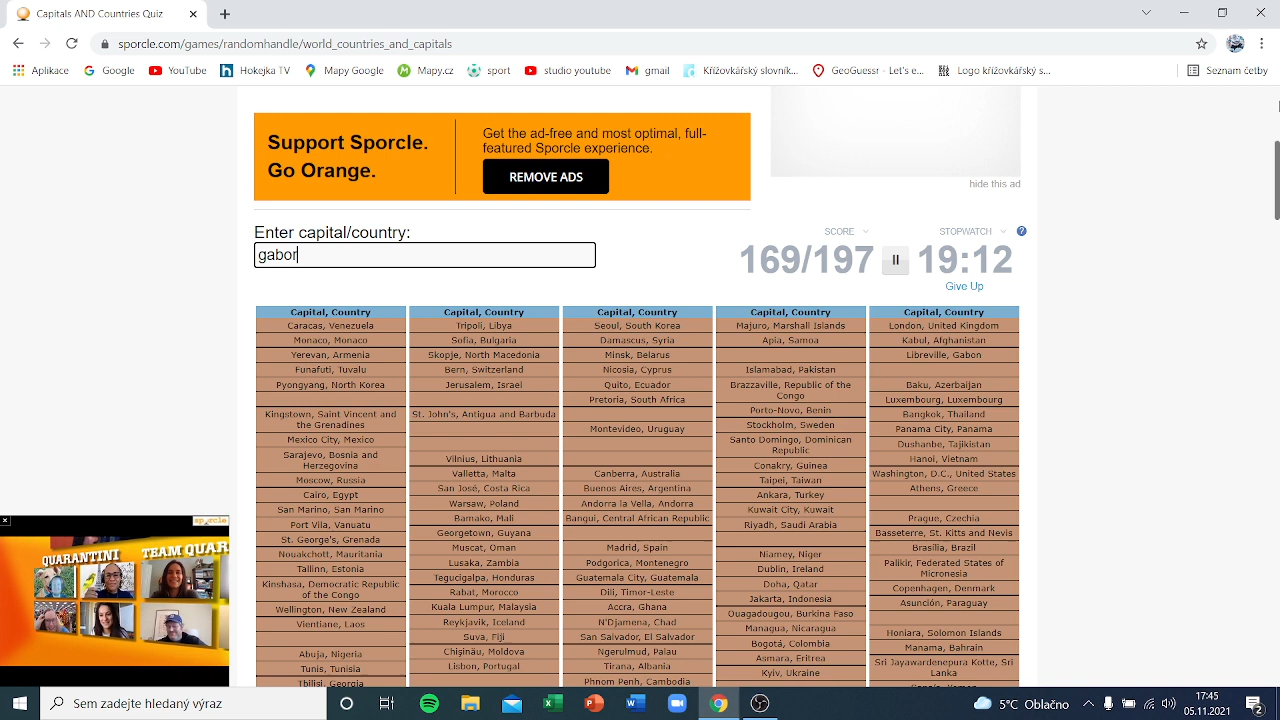 Capitals AND Countries Quiz
sporcle.com/games/ /countries_and_capitals
Aplikace
Google
YouTube
Hokejka TV
Mapy Google
Mapy.cz
sport
studio youtube
gmail
Křížovkářský slovník...
GeoGuessr - Let's e...
Logo křížovkářský s...
Seznam četby
Support Sporcle.
Go Orange.
Get the ad-free and most optimal, full-
featured Sporcle experience.
REMOVE ADS
hide this ad
Enter capital/country:
gabor
SCORE
STOPWATCH
?
169/197
19:12
Give Up
Capital, Country
Caracas, Venezuela
Monaco, Monaco
Yerevan, Armenia
Funafuti, Tuvalu
Pyongyang, North Korea
Kingstown, Saint Vincent and
the Grenadines
Mexico City, Mexico
Sarajevo, Bosnia and
Herzegovina
Moscow, Russia
Cairo, Egypt
San Marino, San Marino
Port Vila, Vanuatu
St. George's, Grenada
Nouakchott, Mauritania
Tallinn, Estonia
Kinshasa, Democratic Republic
of the Congo
Wellington, New Zealand
Vientiane, Laos
Abuja, Nigeria
Tunis, Tunisia
Tbilisi, Georgia
Capital, Country
Tripoli, Libya
Sofia, Bulgaria
Skopje, North Macedonia
Bern, Switzerland
Jerusalem, Israel
St. John's, Antigua and Barbuda
Vilnius, Lithuania
Valletta, Malta
San José, Costa Rica
Warsaw, Poland
Bamako, Mali
Georgetown, Guyana
Muscat, Oman
Lusaka, Zambia
Tegucigalpa, Honduras
Rabat, Morocco
Kuala Lumpur, Malaysia
Reykjavik, Iceland
Suva, Fiji
Chișinău, Moldova
Lisbon, Portugal
Capital, Country
Seoul, South Korea
Damascus, Syria
Minsk, Belarus
Nicosia, Cyprus
Quito, Ecuador
Pretoria, South Africa
Montevideo, Uruguay
Canberra, Australia
Buenos Aires, Argentina
Andorra la Vella, Andorra
Bangui, Central African Republic
Madrid, Spain
Podgorica, Montenegro
Guatemala City, Guatemala
Dili, Timor-Leste
Accra, Ghana
N'Djamena, Chad
San Salvador, El Salvador
Ngerulmud, Palau
Tirana, Albania
Phnom Penh, Cambodia
Capital, Country
Majuro, Marshall Islands
Apia, Samoa
Islamabad, Pakistan
Brazzaville, Republic of the
Congo
Porto-Novo, Benin
Stockholm, Sweden
Santo Domingo, Dominican
Republic
Conakry, Guinea
Taipei, Taiwan
Ankara, Turkey
Kuwait City, Kuwait
Riyadh, Saudi Arabia
Niamey, Niger
Dublin, Ireland
Doha, Qatar
Jakarta, Indonesia
Ouagadougou, Burkina Faso
Managua, Nicaragua
Bogotá, Colombia
Asmara, Eritrea
Kyiv, Ukraine
Capital, Country
London, United Kingdom
Kabul, Afghanistan
Libreville, Gabon
Baku, Azerbaijan
Luxembourg, Luxembourg
Bangkok, Thailand
Panama City, Panama
Dushanbe, Tajikistan
Hanoi, Vietnam
Washington, D.C., United States
Athens, Greece
Prague, Czechia
Basseterre, St. Kitts and Nevis
Brasília, Brazil
Palikir, Federated States of
Micronesia
Copenhagen, Denmark
Asunción, Paraguay
Honiara, Solomon Islands
Manama, Bahrain
Sri Jayawardenepura Kotte, Sri
Lanka
sporcle
QUARANTINI
TEAM QUAR
Sem zadejte hledaný výraz
5°C Oblačno
17:45
05.11.2021
2